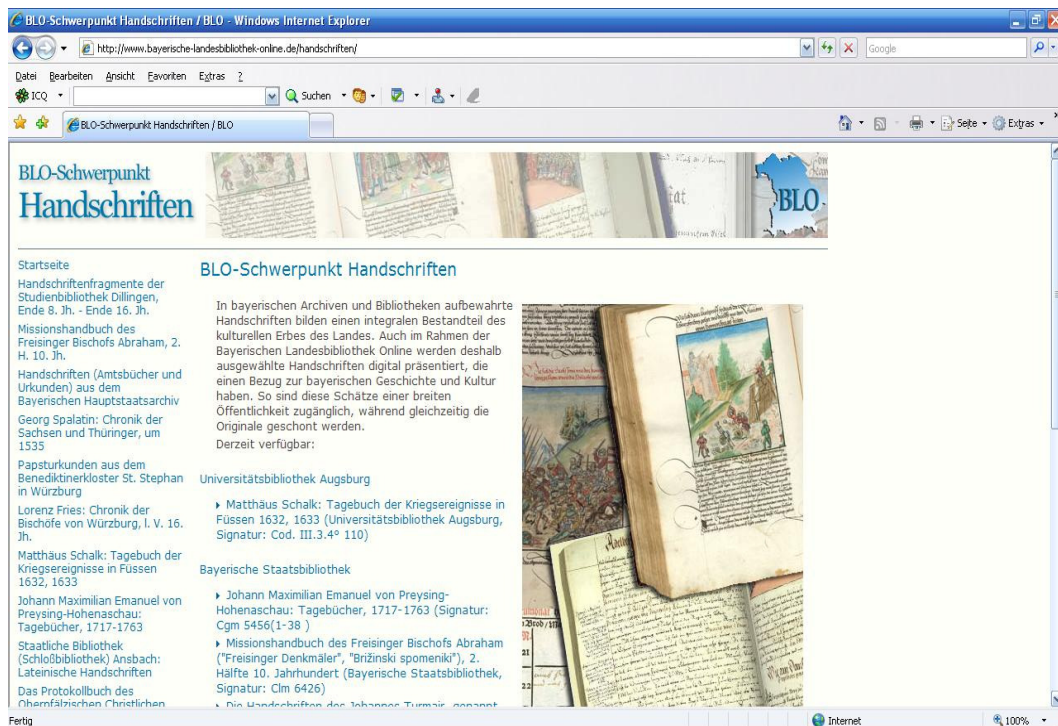 BLO-Schwerpunkt Handschriften / BLO - Windows Internet Explorer
http://www.bayerische-landesbibliothek-online.de/handschriften/
Google
Datei Bearbeiten Ansicht Favoriten Extras ?
ICQ
Suchen
BLO-Schwerpunkt Handschriften / BLO
Seite
Extras
BLO-Schwerpunkt
Handschriften
BLO
Startseite
Handschriftenfragmente der
Studienbibliothek Dillingen,
Ende 8. Jh. - Ende 16. Jh.
Missionshandbuch des
Freisinger Bischofs Abraham, 2.
H. 10. Jh.
Handschriften (Amtsbücher und
Urkunden) aus dem
Bayerischen Hauptstaatsarchiv
Georg Spalatin: Chronik der
Sachsen und Thüringer, um
1535
Papsturkunden aus dem
Benediktinerkloster St. Stephan
in Würzburg
Lorenz Fries: Chronik der
Bischöfe von Würzburg, l. V. 16.
Jh.
Matthäus Schalk: Tagebuch der
Kriegsereignisse in Füssen
1632, 1633
Johann Maximilian Emanuel von
Preysing-Hohenaschau:
Tagebücher, 1717-1763
Staatliche Bibliothek
(Schloßbibliothek) Ansbach:
Lateinische Handschriften
Das Protokollbuch des
Oberpfälzischen Christlichen
BLO-Schwerpunkt Handschriften
In bayerischen Archiven und Bibliotheken aufbewahrte
Handschriften bilden einen integralen Bestandteil des
kulturellen Erbes des Landes. Auch im Rahmen der
Bayerischen Landesbibliothek Online werden deshalb
ausgewählte Handschriften digital präsentiert, die
einen Bezug zur bayerischen Geschichte und Kultur
haben. So sind diese Schätze einer breiten
Öffentlichkeit zugänglich, während gleichzeitig die
Originale geschont werden.
Derzeit verfügbar:
Universitätsbibliothek Augsburg
Matthäus Schalk: Tagebuch der Kriegsereignisse in
Füssen 1632, 1633 (Universitätsbibliothek Augsburg,
Signatur: Cod. III.3.4° 110)
Bayerische Staatsbibliothek
Johann Maximilian Emanuel von Preysing-
Hohenaschau: Tagebücher, 1717-1763 (Signatur:
Cgm 5456(1-38 )
Missionshandbuch des Freisinger Bischofs Abraham
("Freisinger Denkmäler", "Brižinski spomeniki"), 2.
Hälfte 10. Jahrhundert (Bayerische Staatsbibliothek,
Signatur: Clm 6426)
Die Handschriften des Johannes Turmair, genannt
21
22
Fertig
Internet
100%